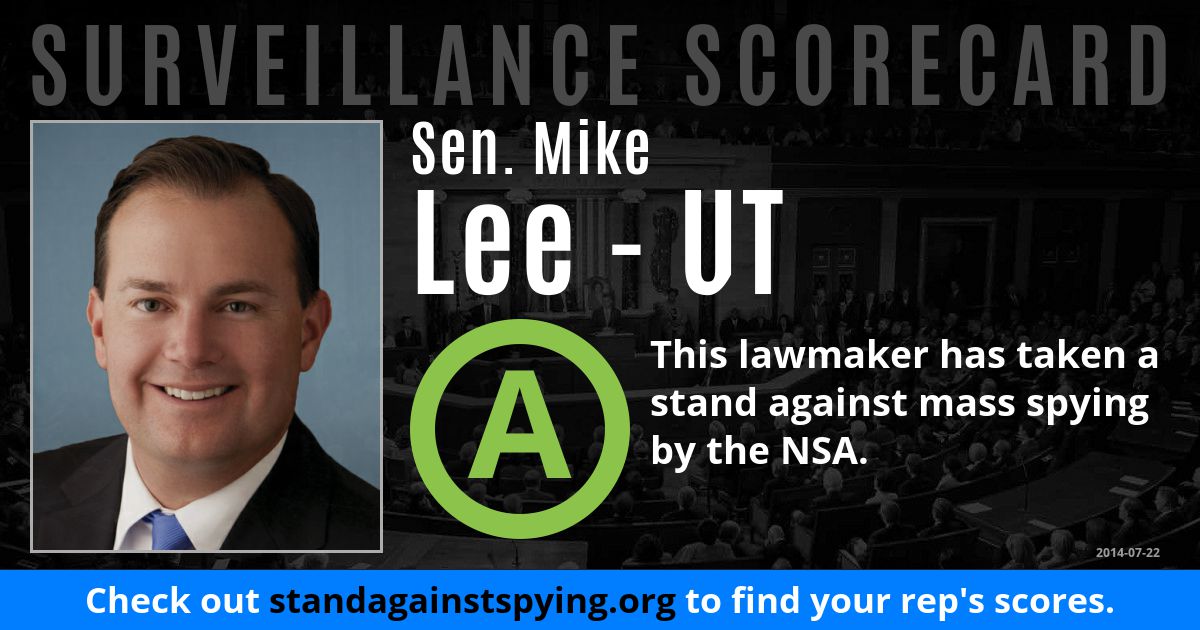 SURVEILLANCE SCORECARD
Sen. Mike
Lee - UT
A
This lawmaker has taken a
stand against mass spying
by the NSA.
2014-07-22
Check out standagainstspying.org to find your rep's scores.